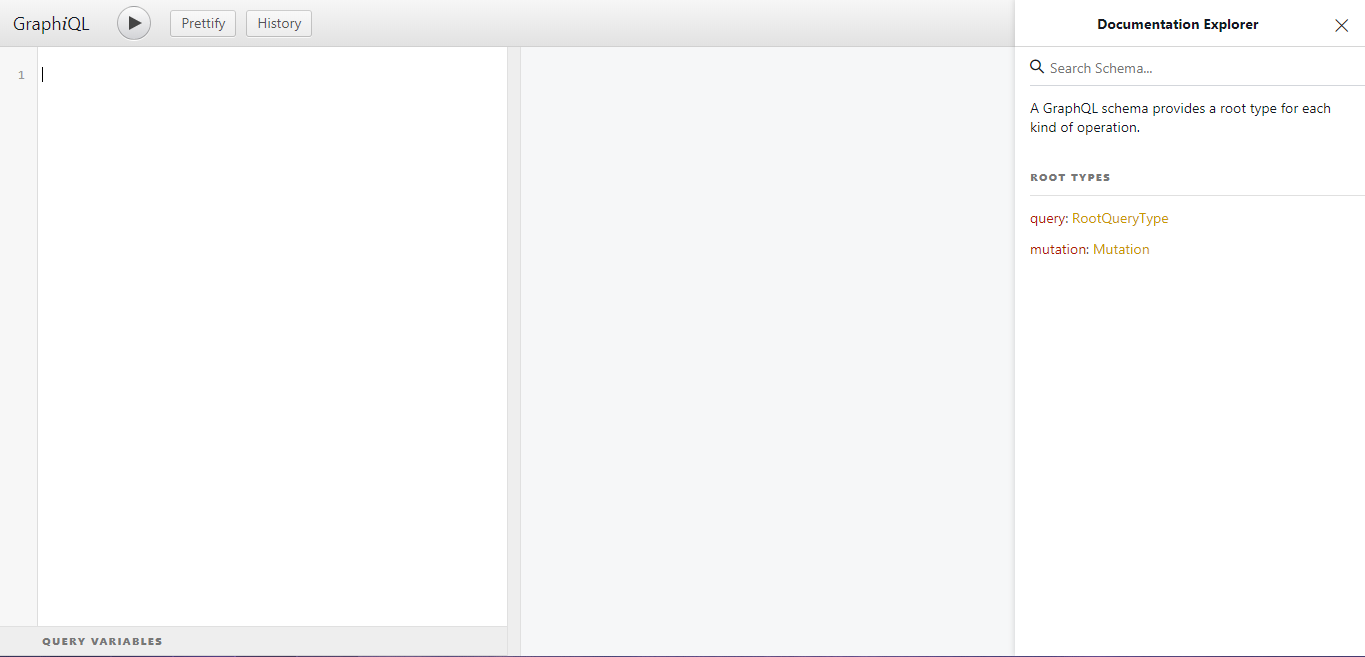 GraphiQL
Prettify
History
1
QUERY VARIABLES
Documentation Explorer
Search Schema...
A GraphQL schema provides a root type for each
kind of operation.
ROOT TYPES
query: RootQueryType
mutation: Mutation